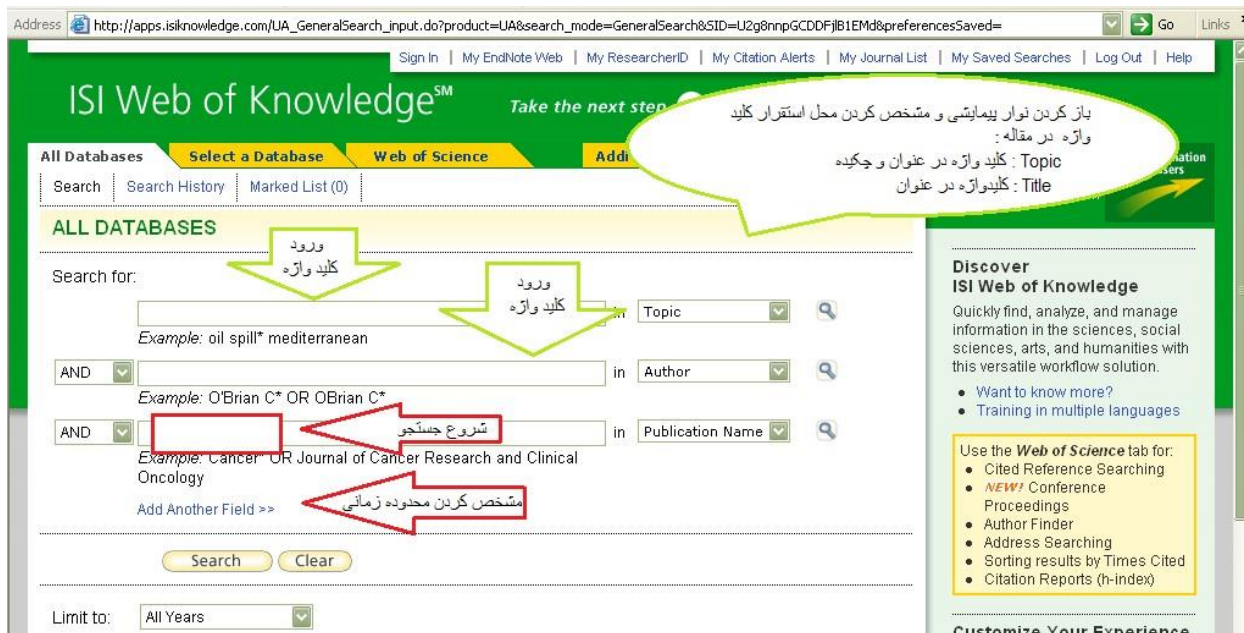 Address http://apps.isiknowledge.com/UA_GeneralSearch_input.do?product=UA&search_mode=GeneralSearch&SID=U2g8nnpGCDDFjlB1EMd&preferencesSaved= Go Links
Sign In | My EndNote Web | My ResearcherID | My Citation Alerts | My Journal List | My Saved Searches | Log Out | Help
ISI Web of Knowledge℠ Take the next step
باز کردن نوار پیمایشی و مشخص کردن محل استقرار کلید
واژه در مقاله :
Topic : کلید واژه در عنوان و چکیده
Title : کلیدواژه در عنوان
All Databases Select a Database Web of Science Addi
Search Search History Marked List (0)
ALL DATABASES
ورود
کلید واژه
ورود
کلید واژه
Search for:
in Topic
Example: oil spill* mediterranean
AND in Author
Example: O'Brian C* OR OBrian C*
AND شروع جستجو in Publication Name
Example: Cancer* OR Journal of Cancer Research and Clinical
Oncology
Add Another Field >> مشخص کردن محدوده زمانی
Search Clear
Limit to: All Years
Discover
ISI Web of Knowledge
Quickly find, analyze, and manage
information in the sciences, social
sciences, arts, and humanities with
this versatile workflow solution.
Want to know more?
Training in multiple languages
Use the Web of Science tab for:
Cited Reference Searching
NEW! Conference
Proceedings
Author Finder
Address Searching
Sorting results by Times Cited
Citation Reports (h-index)
Customize Your Experience